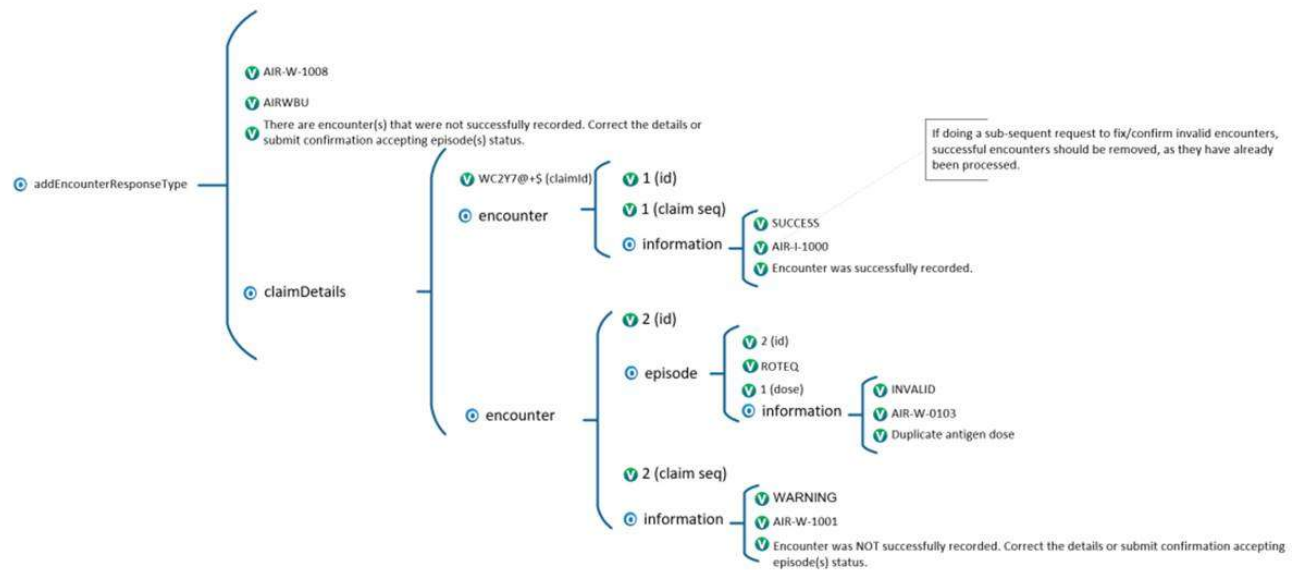 AIR-W-1008
AIRWBU
There are encounter(s) that were not successfully recorded. Correct the details or
submit confirmation accepting episode(s) status.
If doing a sub-sequent request to fix/confirm invalid encounters,
successful encounters should be removed, as they have already
been processed.
addEncounterResponseType
claimDetails
WC2Y7@+$ (claimId)
encounter
1 (id)
1 (claim seq)
information
SUCCESS
AIR-I-1000
Encounter was successfully recorded.
encounter
2 (id)
episode
2 (id)
ROTEQ
1 (dose)
information
INVALID
AIR-W-0103
Duplicate antigen dose
2 (claim seq)
information
WARNING
AIR-W-1001
Encounter was NOT successfully recorded. Correct the details or submit confirmation accepting
episode(s) status.